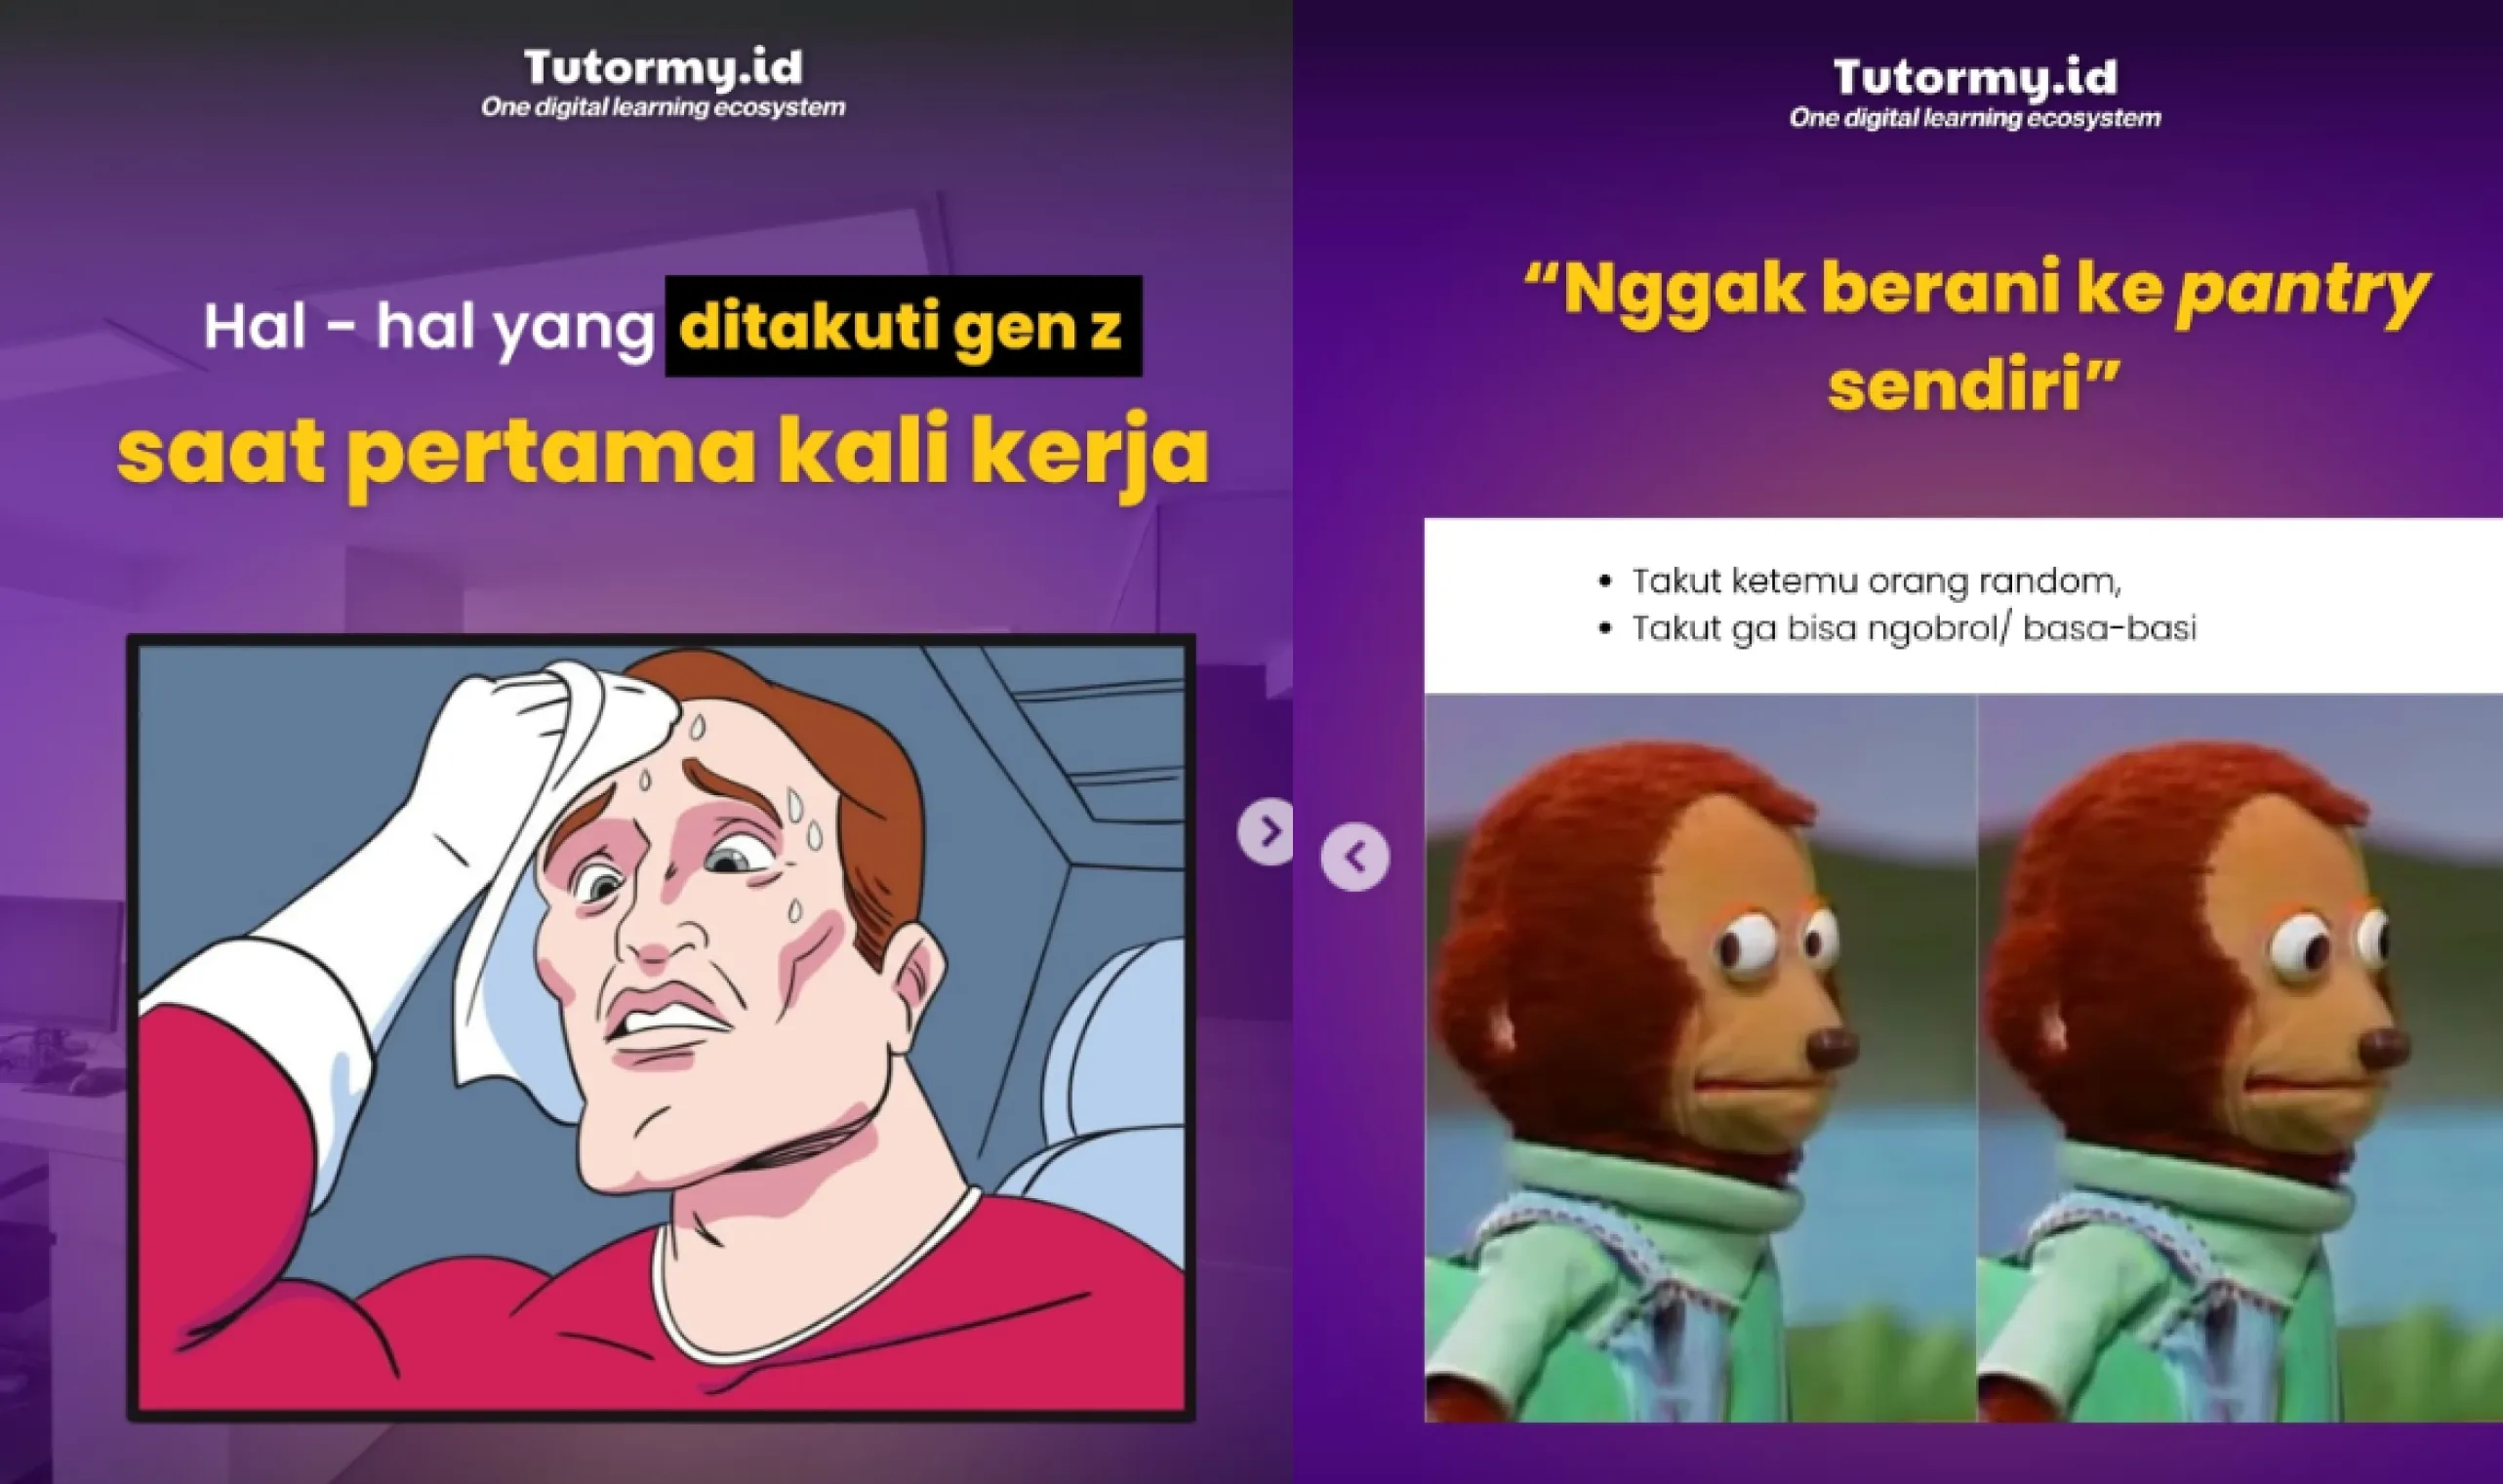 Tutormy.id
One digital learning ecosystem
Hal - hal yang ditakuti gen z
saat pertama kali kerja
Tutormy.id
One digital learning ecosystem
“Nggak berani ke pantry
sendiri”
• Takut ketemu orang random,
• Takut ga bisa ngobrol/ basa-basi